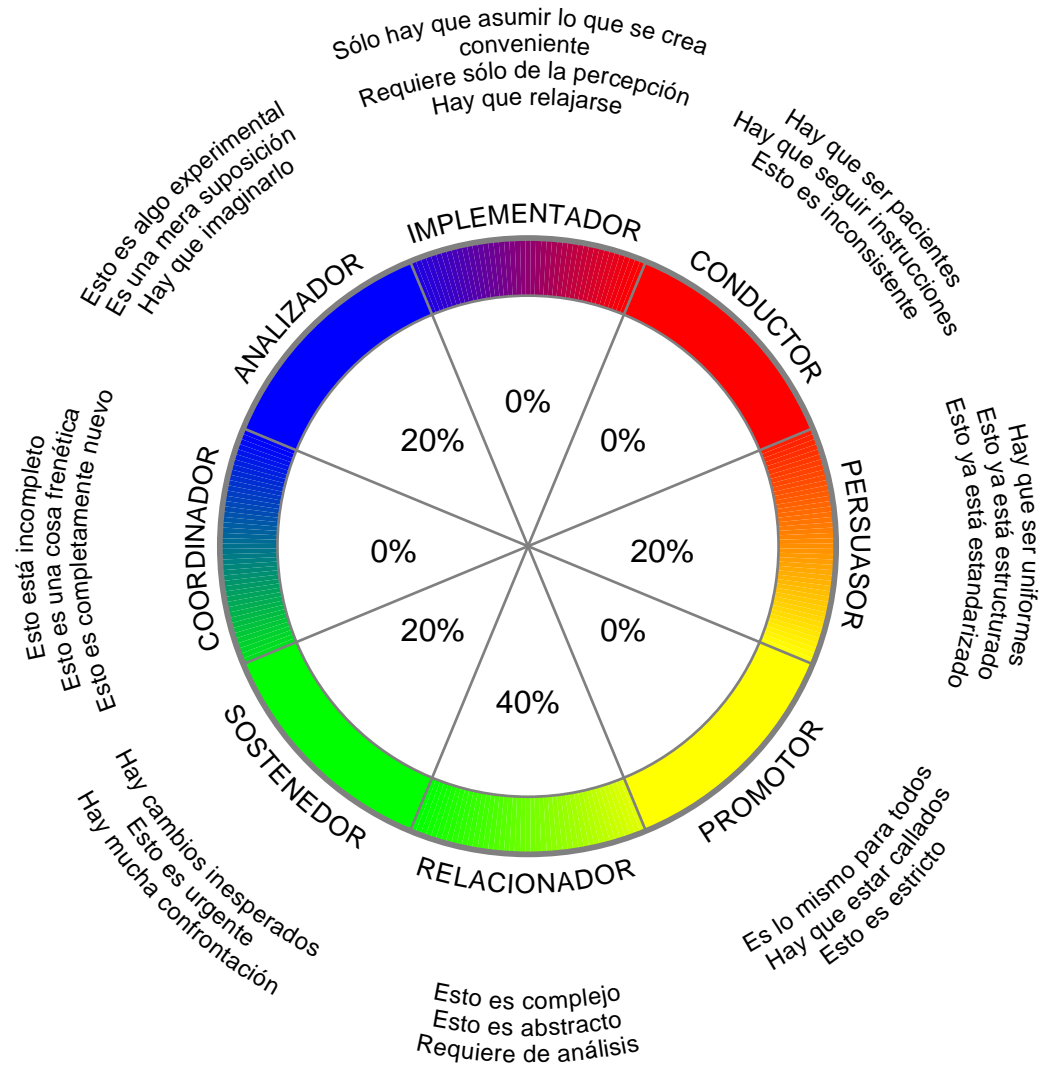 Sólo hay que asumir lo que se crea
conveniente
Requiere sólo de la percepción
Hay que relajarse
Hay que ser pacientes
Hay que seguir instrucciones
Esto es inconsistente
Esto es algo experimental
Es una mera suposición
Hay que imaginarlo
IMPLEMENTADOR
CONDUCTOR
ANALIZADOR
0%
20%
0%
Hay que ser uniformes
Esto ya está estructurado
Esto ya está estandarizado
PERSUASOR
COORDINADOR
Esto está incompleto
Esto es una cosa frenética
Esto es completamente nuevo
0%
20%
20%
0%
40%
SOSTENEDOR
PROMOTOR
RELACIONADOR
Hay cambios inesperados
Esto es urgente
Hay mucha confrontación
Es lo mismo para todos
Hay que estar callados
Esto es estricto
Esto es complejo
Esto es abstracto
Requiere de análisis